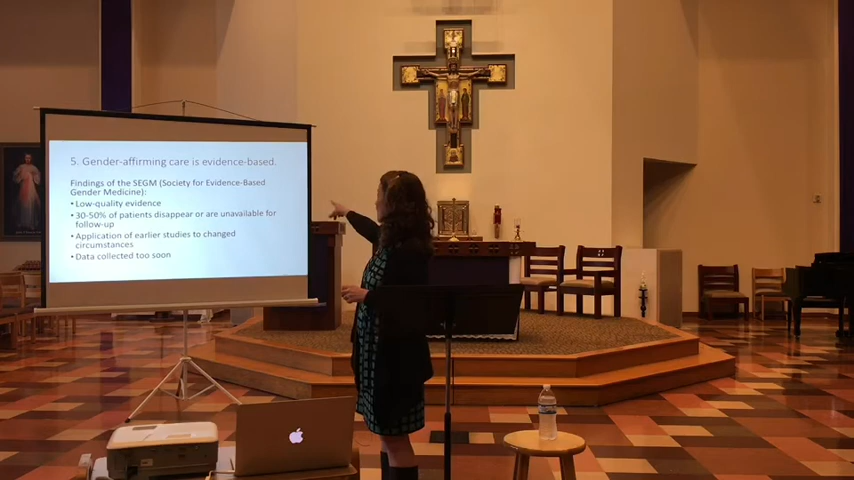 5. Gender-affirming care is evidence-based.
Findings of the SEGM (Society for Evidence-Based
Gender Medicine):
• Low-quality evidence
• 30-50% of patients disappear or are unavailable for
follow-up
• Application of earlier studies to changed
circumstances
• Data collected too soon